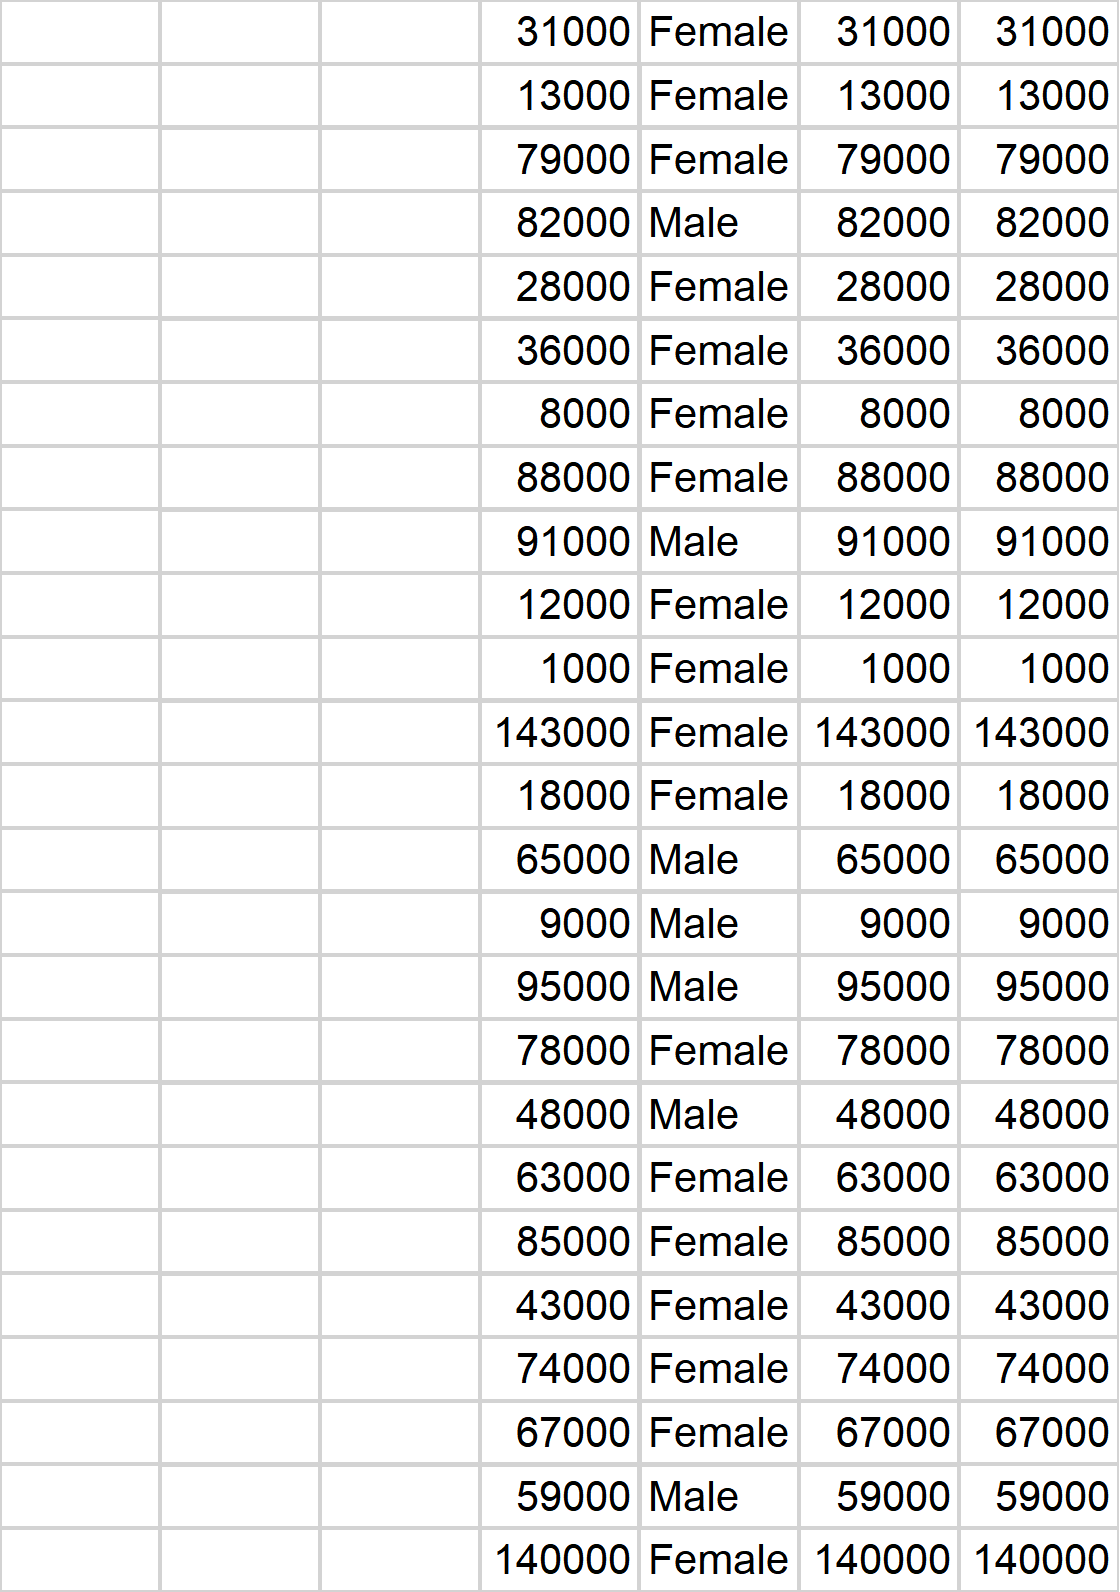 31000 Female 31000 31000
13000 Female 13000 13000
79000 Female 79000 79000
82000 Male 82000 82000
28000 Female 28000 28000
36000 Female 36000 36000
8000 Female 8000 8000
88000 Female 88000 88000
91000 Male 91000 91000
12000 Female 12000 12000
1000 Female 1000 1000
143000 Female 143000 143000
18000 Female 18000 18000
65000 Male 65000 65000
9000 Male 9000 9000
95000 Male 95000 95000
78000 Female 78000 78000
48000 Male 48000 48000
63000 Female 63000 63000
85000 Female 85000 85000
43000 Female 43000 43000
74000 Female 74000 74000
67000 Female 67000 67000
59000 Male 59000 59000
140000 Female 140000 140000